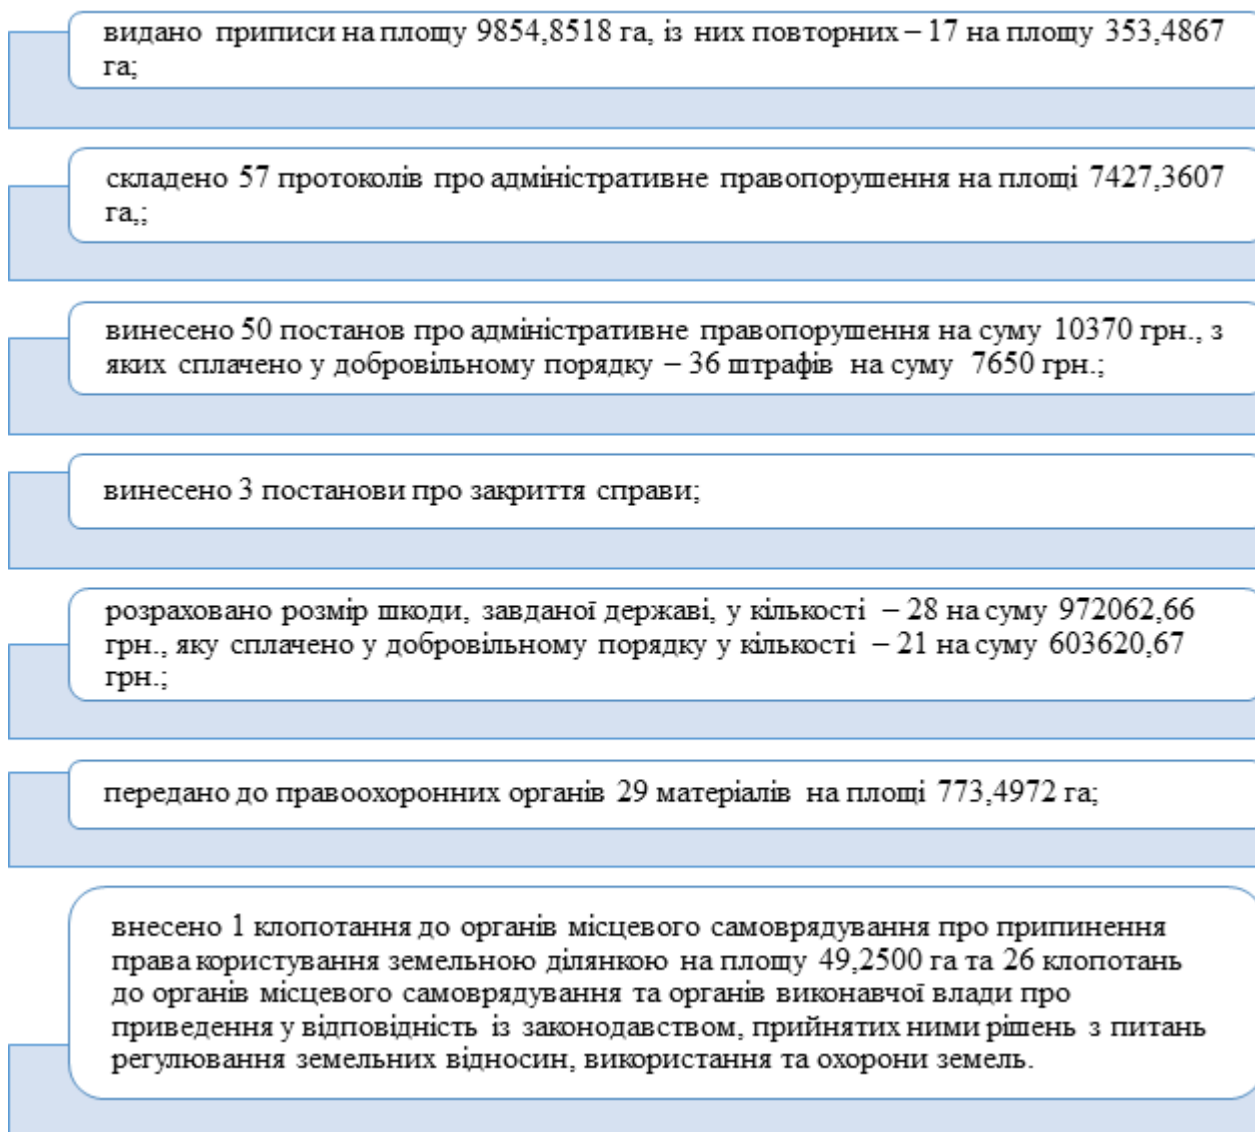 видано приписи на площу 9854,8518 га, із них повторних – 17 на площу 353,4867
га;
складено 57 протоколів про адміністративне правопорушення на площі 7427,3607
га,;
винесено 50 постанов про адміністративне правопорушення на суму 10370 грн., з
яких сплачено у добровільному порядку – 36 штрафів на суму 7650 грн.;
винесено 3 постанови про закриття справи;
розраховано розмір шкоди, завданої державі, у кількості – 28 на суму 972062,66
грн., яку сплачено у добровільному порядку у кількості – 21 на суму 603620,67
грн.;
передано до правоохоронних органів 29 матеріалів на площі 773,4972 га;
внесено 1 клопотання до органів місцевого самоврядування про припинення
права користування земельною ділянкою на площу 49,2500 га та 26 клопотань
до органів місцевого самоврядування та органів виконавчої влади про
приведення у відповідність із законодавством, прийнятих ними рішень з питань
регулювання земельних відносин, використання та охорони земель.